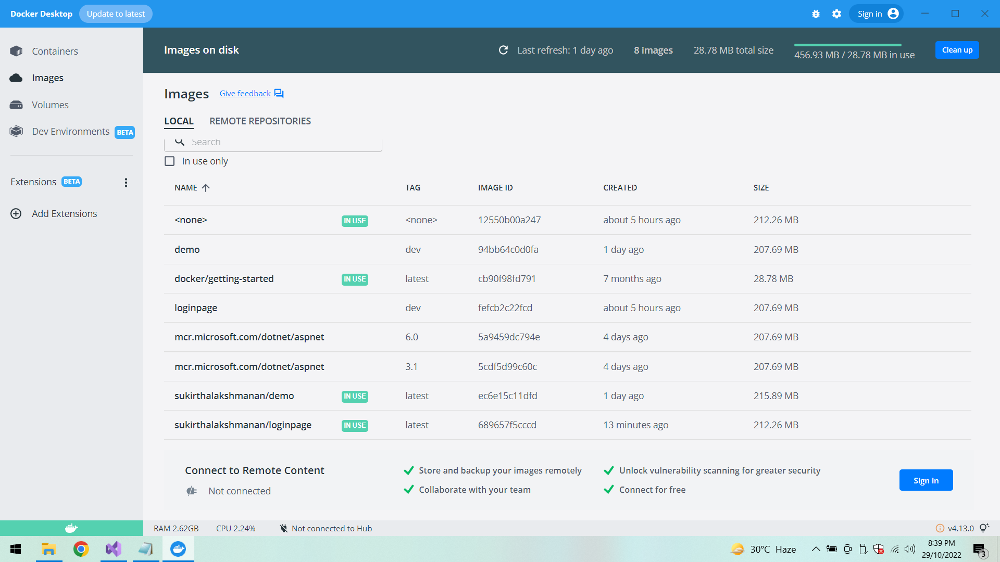 Docker Desktop
Update to latest
Sign in
Containers
Images
Volumes
Dev Environments BETA
Extensions BETA
Add Extensions
Images on disk
Last refresh: 1 day ago
8 images
28.78 MB total size
456.93 MB / 28.78 MB in use
Clean up
Images Give feedback
LOCAL REMOTE REPOSITORIES
Search
In use only
NAME TAG IMAGE ID CREATED SIZE
<none> IN USE <none> 12550b00a247 about 5 hours ago 212.26 MB
demo dev 94bb64c0d0fa 1 day ago 207.69 MB
docker/getting-started IN USE latest cb90f98fd791 7 months ago 28.78 MB
loginpage dev fefcb2c22fcd about 5 hours ago 207.69 MB
mcr.microsoft.com/dotnet/aspnet 6.0 5a9459dc794e 4 days ago 207.69 MB
mcr.microsoft.com/dotnet/aspnet 3.1 5cdf5d99c60c 4 days ago 207.69 MB
sukirthalakshmanan/demo IN USE latest ec6e15c11dfd 1 day ago 215.89 MB
sukirthalakshmanan/loginpage IN USE latest 689657f5cccd 13 minutes ago 212.26 MB
Connect to Remote Content
Not connected
Store and backup your images remotely
Collaborate with your team
Unlock vulnerability scanning for greater security
Connect for free
Sign in
RAM 2.62GB CPU 2.24% Not connected to Hub v4.13.0
30°C Haze
8:39 PM
29/10/2022
3